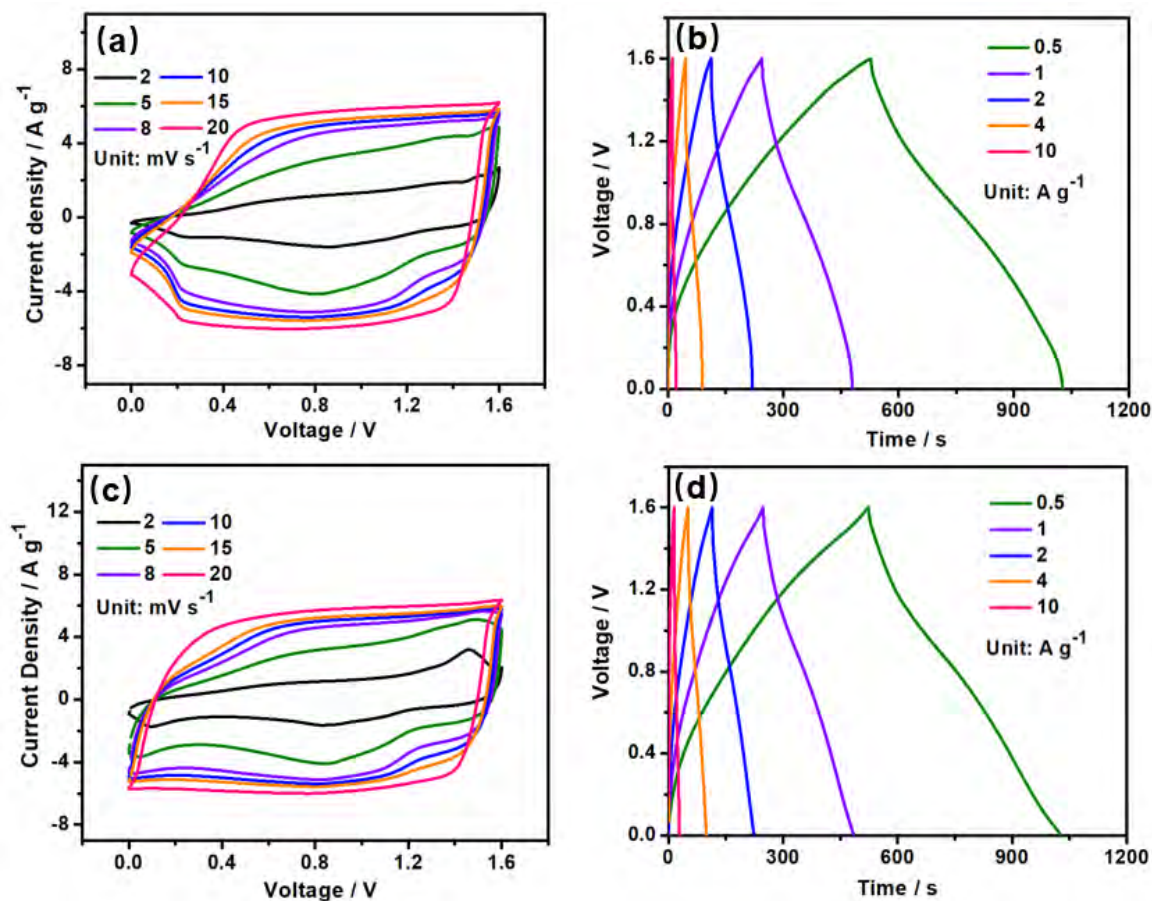 (a)
2 10
5 15
8 20
Unit: mV s⁻¹
8
4
0
-4
-8
Current density / A g⁻¹
0.0 0.4 0.8 1.2 1.6
Voltage / V
(b)
0.5
1
2
4
10
Unit: A g⁻¹
1.6
1.2
0.8
0.4
0.0
Voltage / V
0 300 600 900 1200
Time / s
(c)
2 10
5 15
8 20
Unit: mV s⁻¹
12
8
4
0
-4
-8
Current Density / A g⁻¹
0.0 0.4 0.8 1.2 1.6
Voltage / V
(d)
0.5
1
2
4
10
Unit: A g⁻¹
1.6
1.2
0.8
0.4
0.0
Voltage / V
0 300 600 900 1200
Time / s